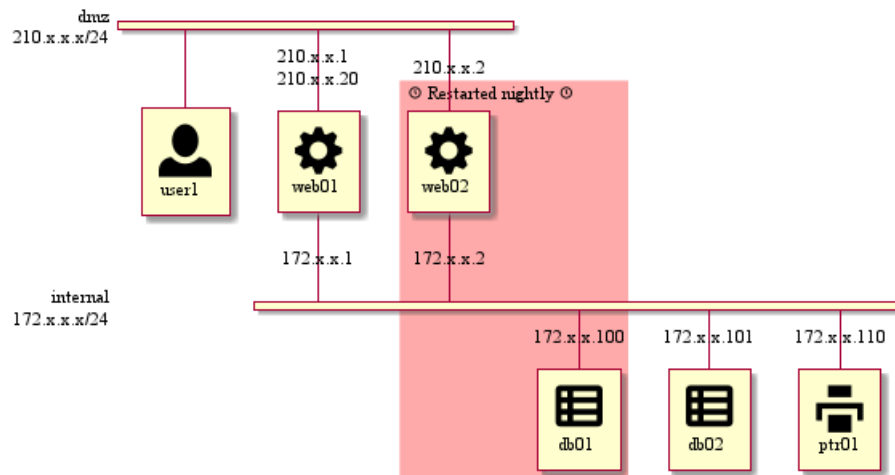 dmz
210.x.x.x/24
210.x.x.1
210.x.x.20
210.x.x.2
Restarted nightly
user1
web01
web02
172.x.x.1
172.x.x.2
internal
172.x.x.x/24
172.x.x.100
172.x.x.101
172.x.x.110
db01
db02
ptr01